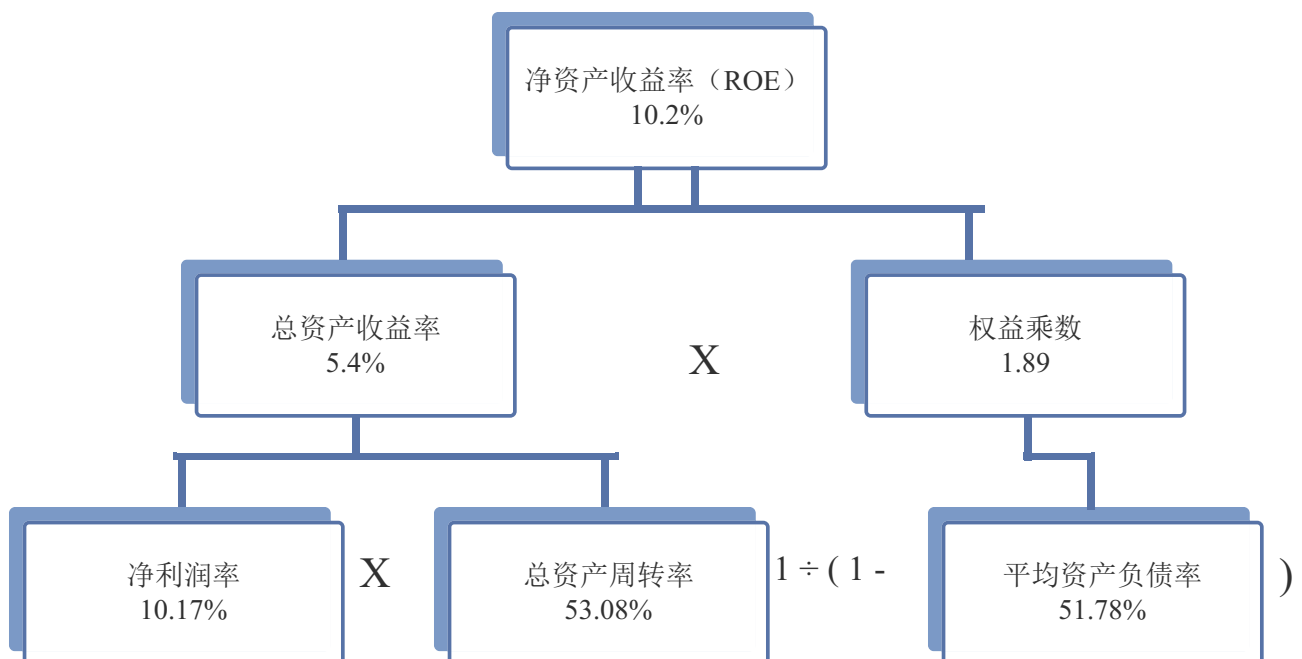 净资产收益率（ROE）
10.2%
总资产收益率
5.4%
X
权益乘数
1.89
净利润率
10.17%
X
总资产周转率
53.08%
1 ÷ ( 1 -
平均资产负债率
51.78%
)